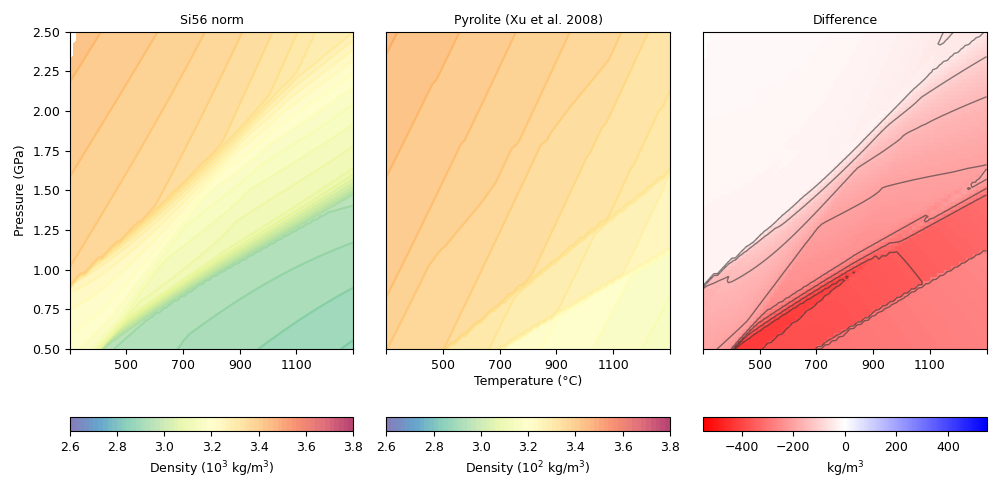 Si56 norm
Pyrolite (Xu et al. 2008)
Difference
Pressure (GPa)
2.50
2.25
2.00
1.75
1.50
1.25
1.00
0.75
0.50
500 700 900 1100
500 700 900 1100
500 700 900 1100
Temperature (°C)
2.6 2.8 3.0 3.2 3.4 3.6 3.8
2.6 2.8 3.0 3.2 3.4 3.6 3.8
−400 −200 0 200 400
Density (10³ kg/m³)
Density (10² kg/m³)
kg/m³